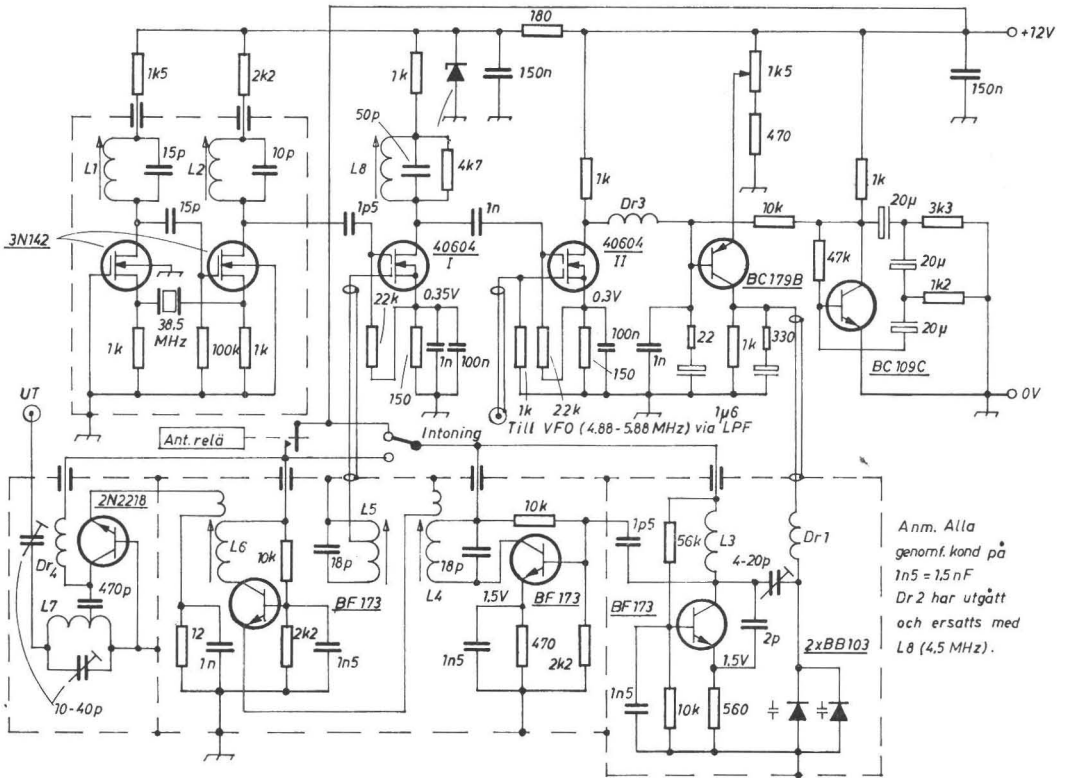 180
+12V
1k5
2k2
1k
150n
1k5
150n
50p
470
15p
10p
L1
L2
L8
4k7
1k
1k
15p
1p5
1n
Dr3
10k
20µ
3k3
3N142
40604
I
40604
II
47k
20µ
BC179B
1k2
22k
0,35V
0,3V
20µ
38,5
MHz
100n
22
330
1k
100k
1k
1n
100n
1n
1k
BC109C
150
150
UT
1k
22k
1µ6
0V
Till VFO (4.88-5.88 MHz) via LPF
Ant. relä
Intoning
2N2218
L5
10k
1p5
L6
56k
L3
Dr1
Anm. Alla
genomf. kond på
1n5 = 1,5 nF
Dr 2 har utgått
och ersatts med
L8 (4,5 MHz).
Dr4
10k
18p
18p
4-20p
470p
L4
1,5V
BF173
L7
BF173
BF173
2p
12
2k2
470
1,5V
2xBB103
1n
1n5
1n5
2k2
1n5
10-40p
10k
560